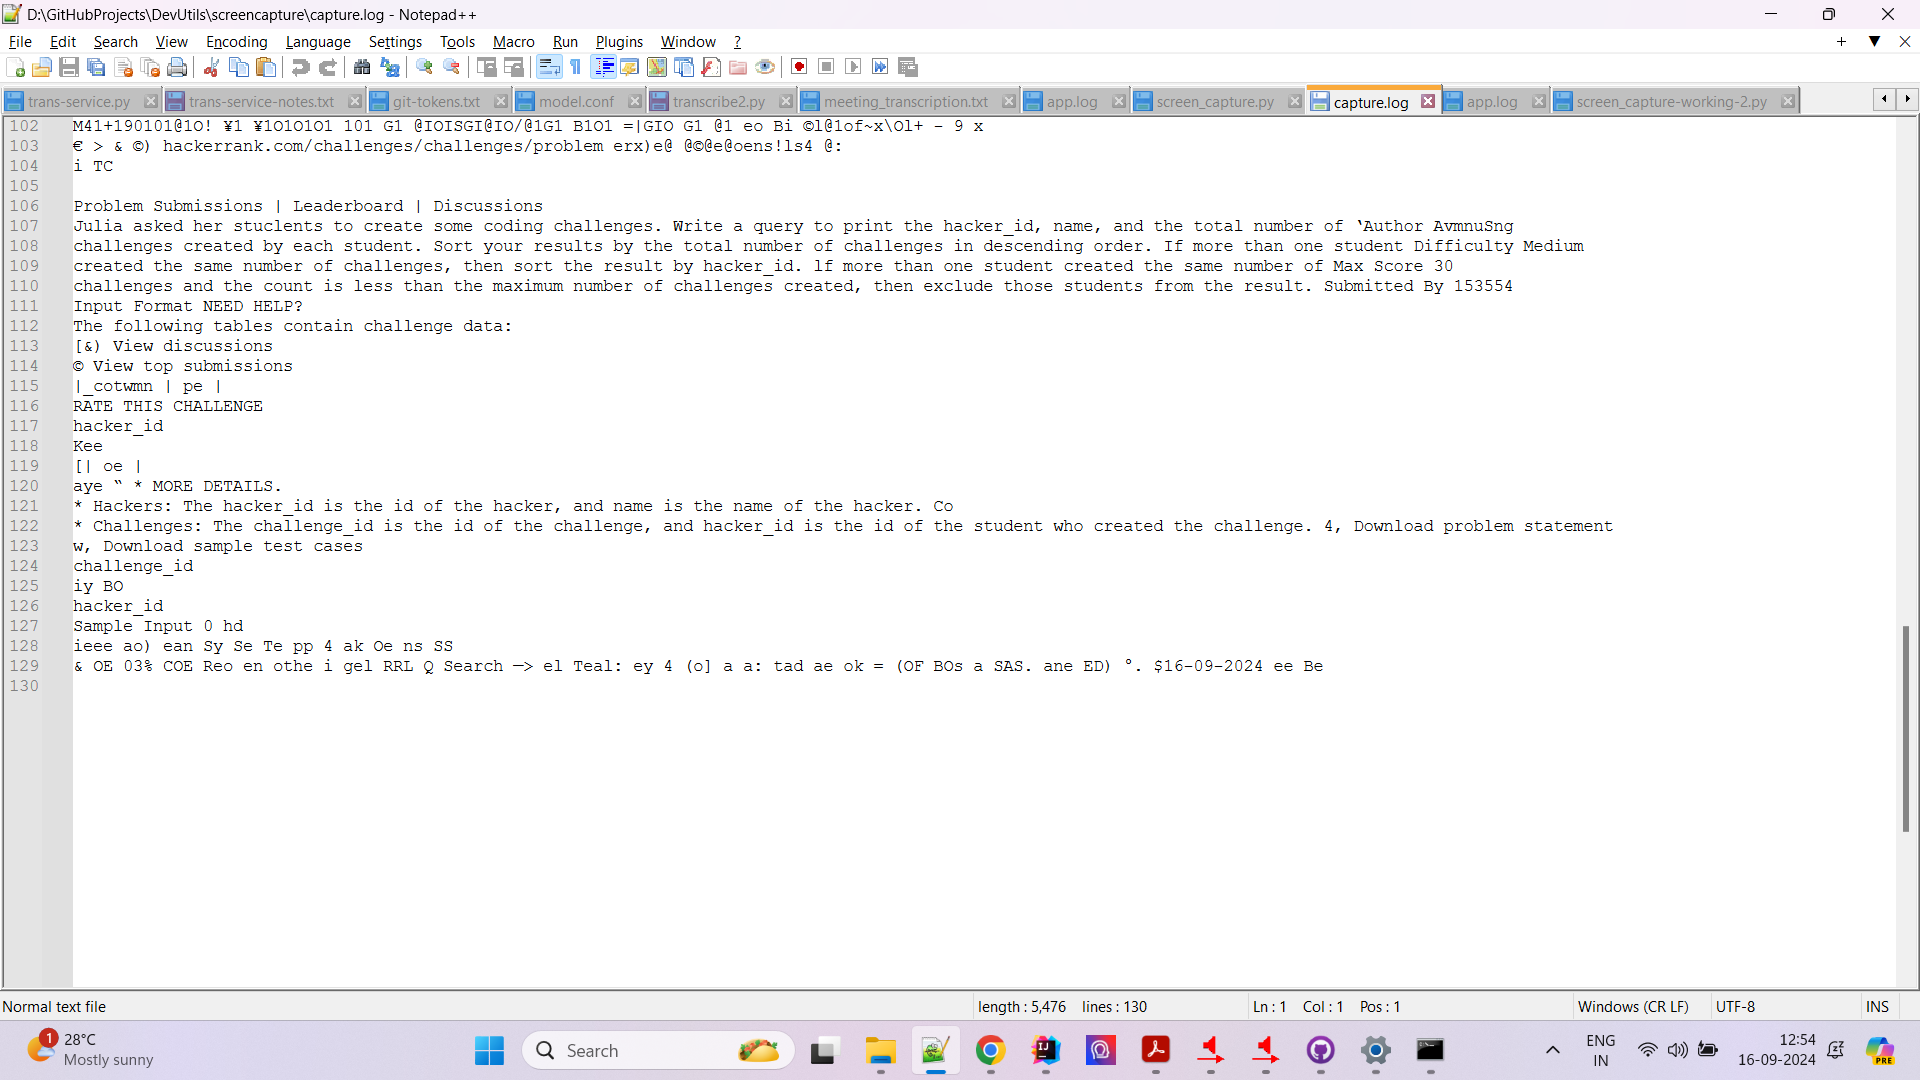 D:\GitHubProjects\DevUtils\screencapture\capture.log - Notepad++
File Edit Search View Encoding Language Settings Tools Macro Run Plugins Window ?
trans-service.py trans-service-notes.txt git-tokens.txt model.conf transcribe2.py meeting_transcription.txt app.log screen_capture.py capture.log app.log screen_capture-working-2.py
102 M41+190101@1O! ¥1 ¥1O1O1O1 101 G1 @IOISGI@IO/@1G1 B1O1 =|GIO G1 @1 eo Bi ©l@1of~x\Ol+ - 9 x
103 € > & ©) hackerrank.com/challenges/challenges/problem erx)e@ @©@e@oens!ls4 @:
104 i TC
105
106 Problem Submissions | Leaderboard | Discussions
107 Julia asked her stuclents to create some coding challenges. Write a query to print the hacker_id, name, and the total number of ‘Author AvmnuSng
108 challenges created by each student. Sort your results by the total number of challenges in descending order. If more than one student Difficulty Medium
109 created the same number of challenges, then sort the result by hacker_id. lf more than one student created the same number of Max Score 30
110 challenges and the count is less than the maximum number of challenges created, then exclude those students from the result. Submitted By 153554
111 Input Format NEED HELP?
112 The following tables contain challenge data:
113 [&) View discussions
114 © View top submissions
115 |_cotwmn | pe |
116 RATE THIS CHALLENGE
117 hacker_id
118 Kee
119 [| oe |
120 aye “ * MORE DETAILS.
121 * Hackers: The hacker_id is the id of the hacker, and name is the name of the hacker. Co
122 * Challenges: The challenge_id is the id of the challenge, and hacker_id is the id of the student who created the challenge. 4, Download problem statement
123 w, Download sample test cases
124 challenge_id
125 iy BO
126 hacker_id
127 Sample Input 0 hd
128 ieee ao) ean Sy Se Te pp 4 ak Oe ns SS
129 & OE 03% COE Reo en othe i gel RRL Q Search —> el Teal: ey 4 (o] a a: tad ae ok = (OF BOs a SAS. ane ED) °. $16-09-2024 ee Be
130
Normal text file length : 5,476 lines : 130 Ln : 1 Col : 1 Pos : 1 Windows (CR LF) UTF-8 INS
1 28°C
Mostly sunny
Search
ENG
IN
12:54
16-09-2024
PRE